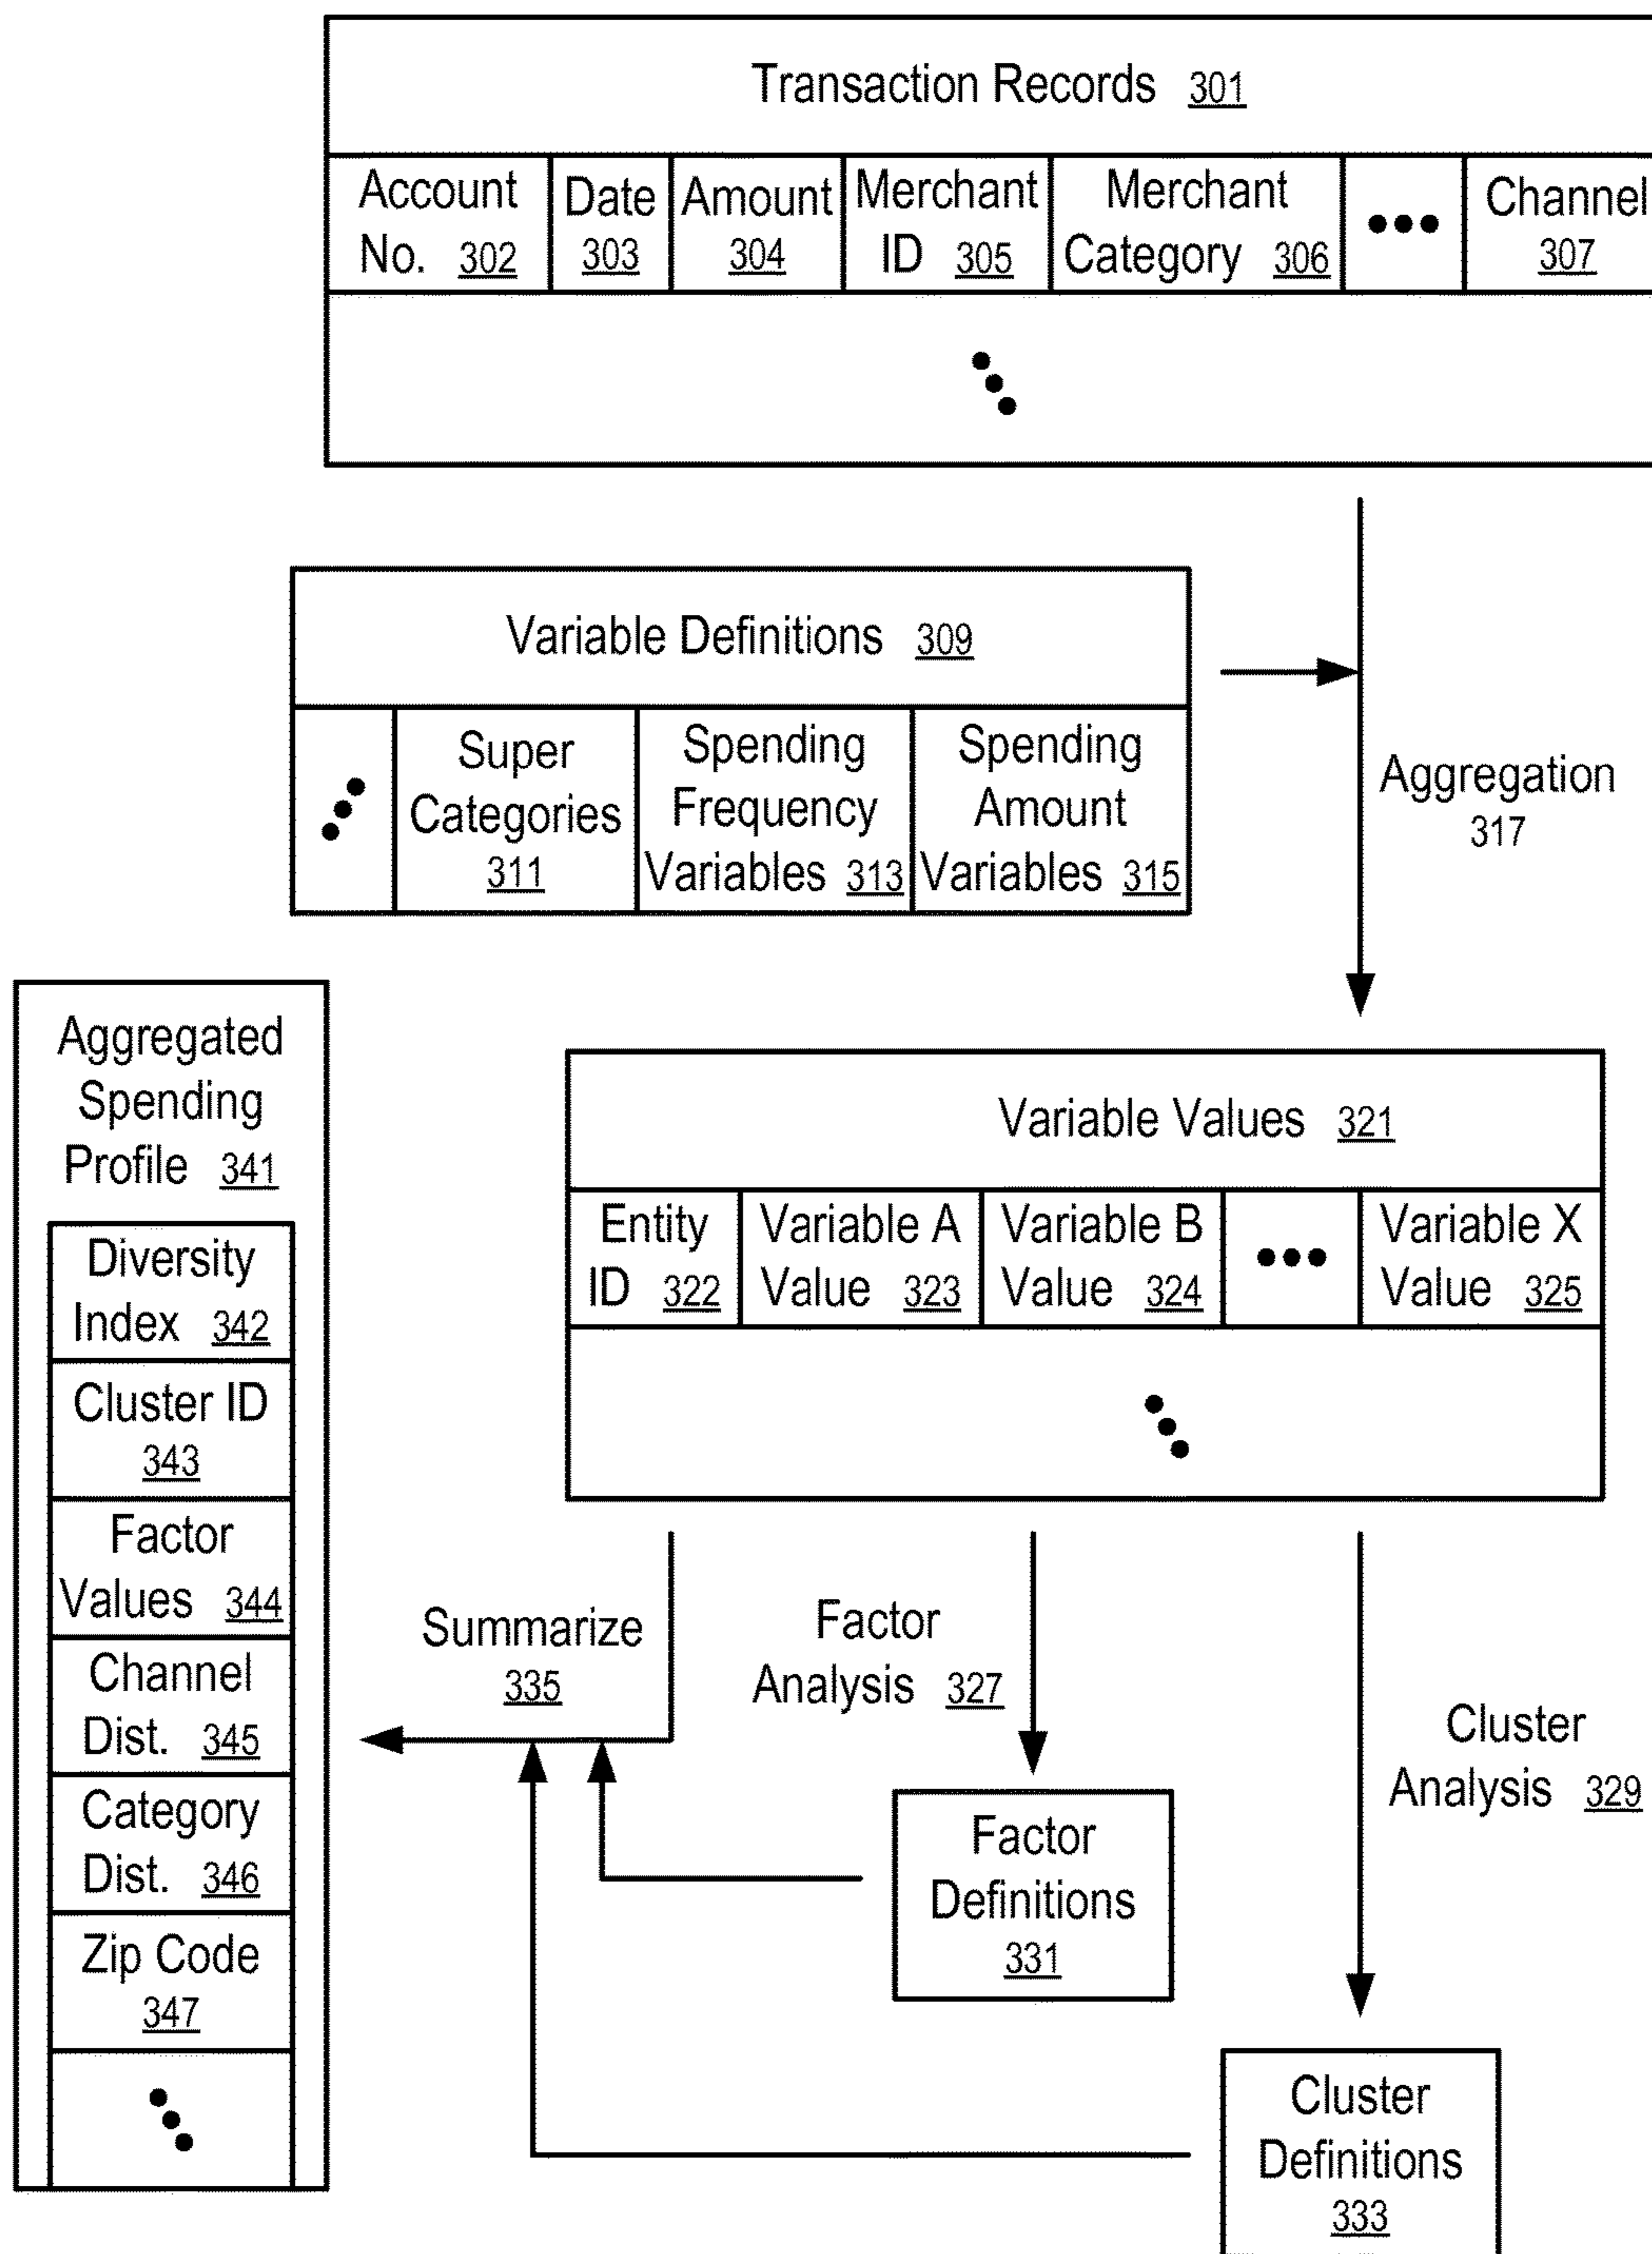 Transaction Records 301
Account
No. 302
Date
303
Amount
304
Merchant
ID 305
Merchant
Category 306
•••
Channel
307
Variable Definitions 309
Super
Categories
311
Spending
Frequency
Variables 313
Spending
Amount
Variables 315
Aggregation
317
Aggregated
Spending
Profile 341
Diversity
Index 342
Cluster ID
343
Factor
Values 344
Channel
Dist. 345
Category
Dist. 346
Zip Code
347
Variable Values 321
Entity
ID 322
Variable A
Value 323
Variable B
Value 324
•••
Variable X
Value 325
Summarize
335
Factor
Analysis 327
Cluster
Analysis 329
Factor
Definitions
331
Cluster
Definitions
333